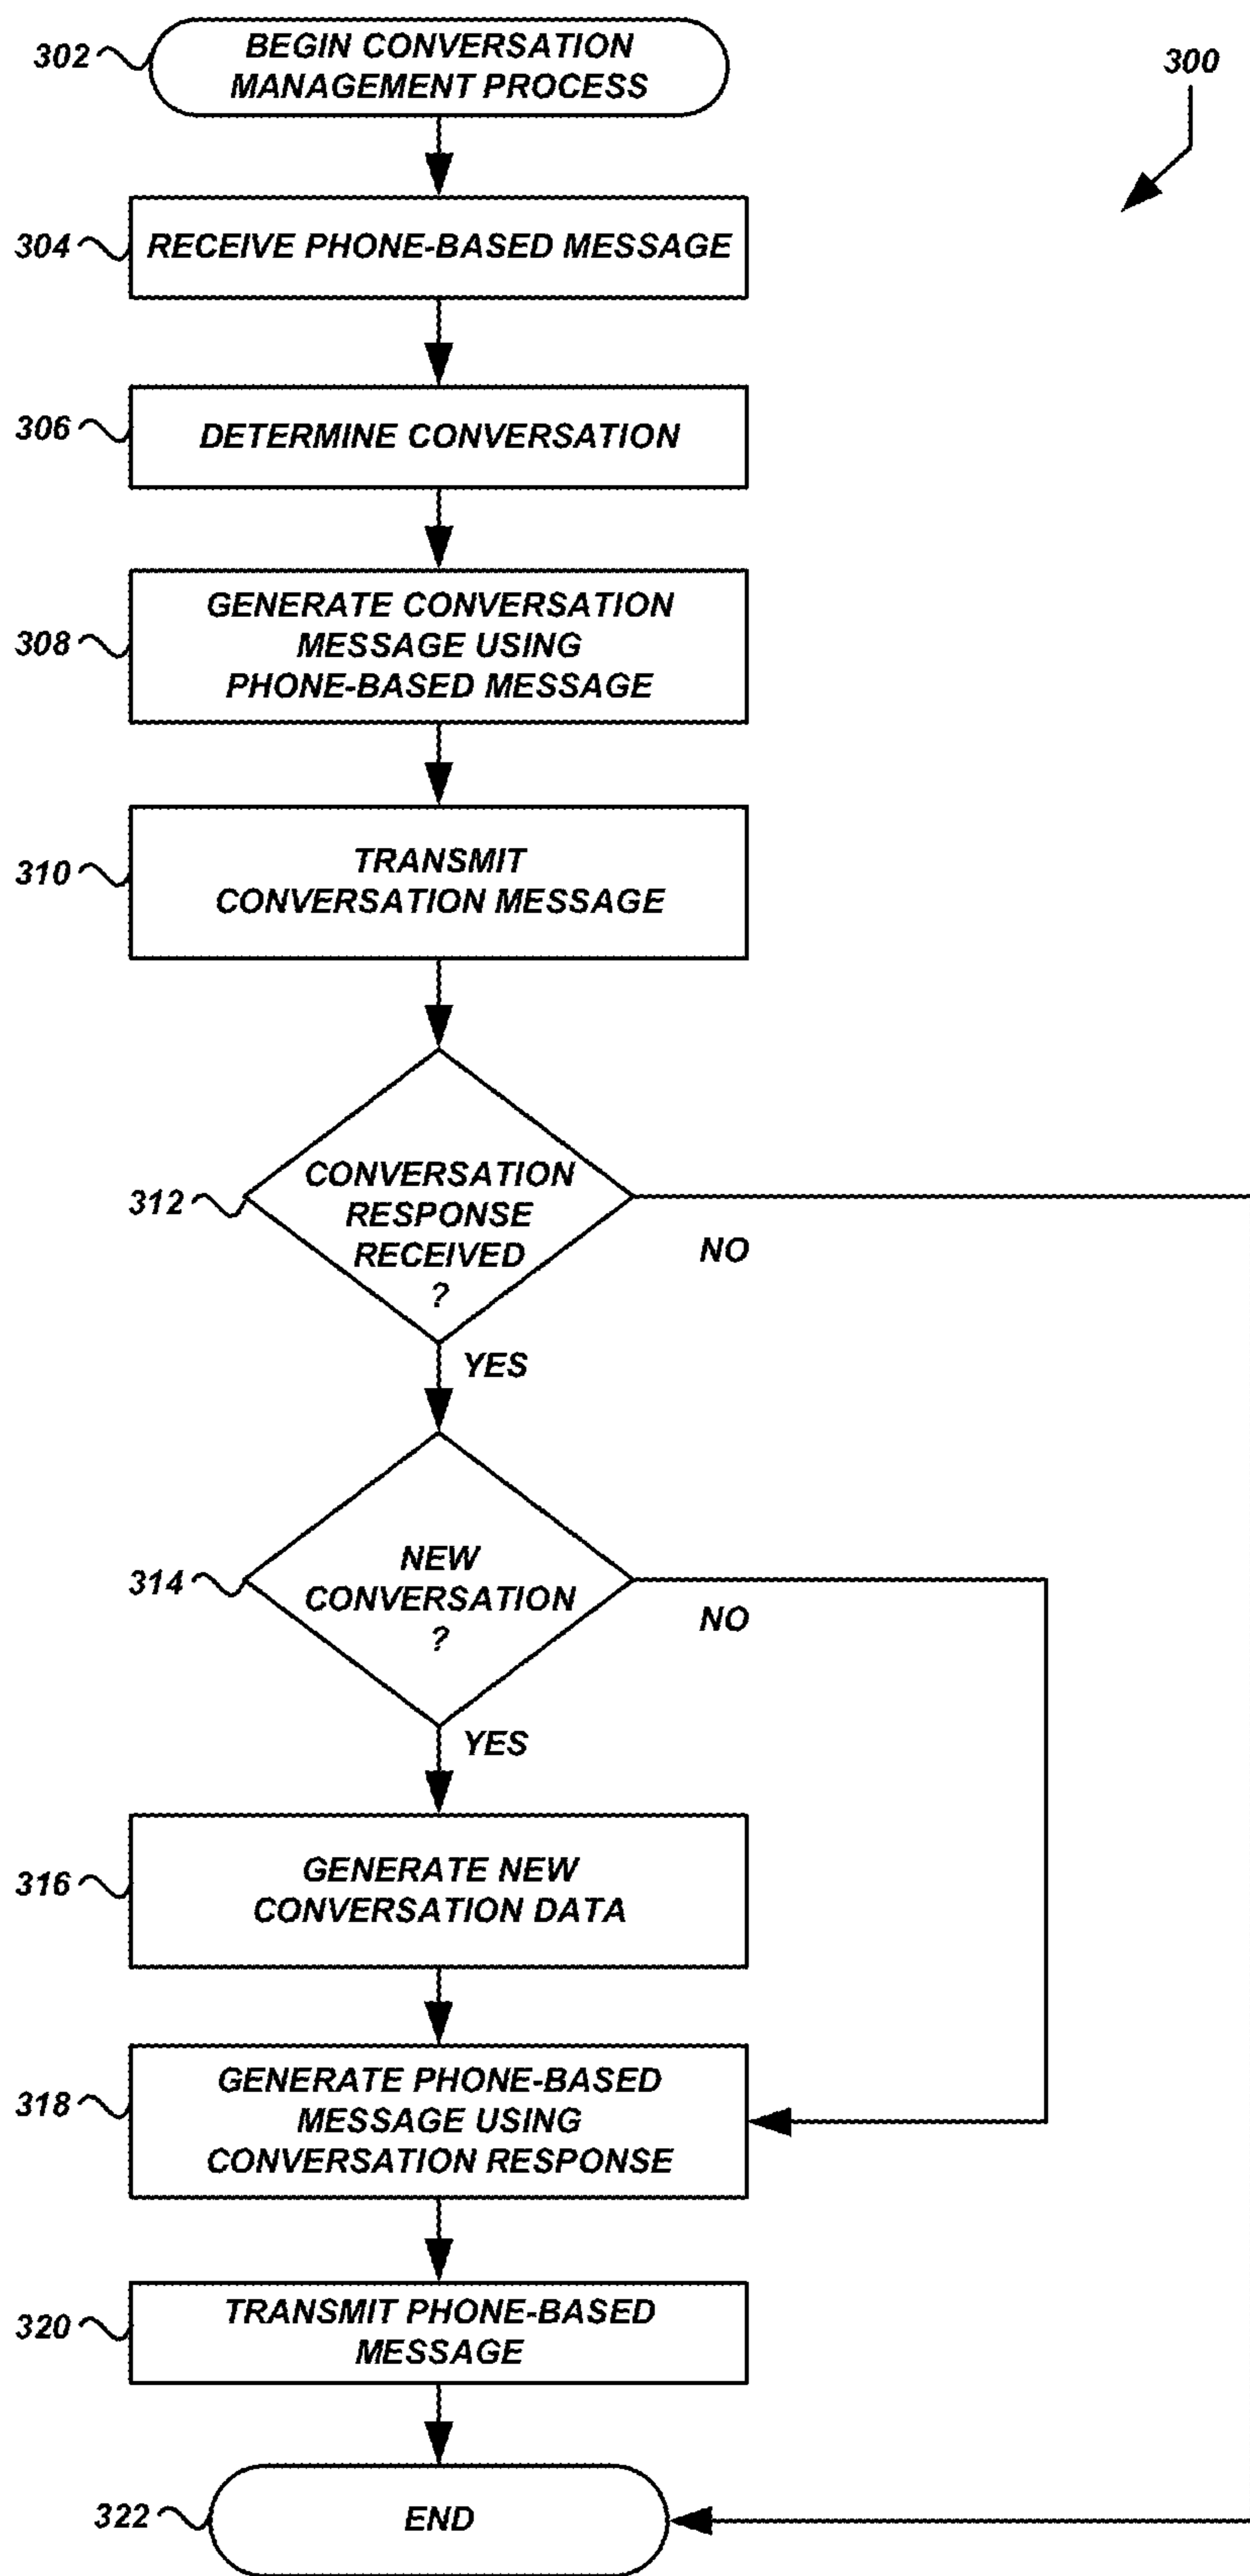 302
BEGIN CONVERSATION
MANAGEMENT PROCESS
300
304
RECEIVE PHONE-BASED MESSAGE
306
DETERMINE CONVERSATION
308
GENERATE CONVERSATION
MESSAGE USING
PHONE-BASED MESSAGE
310
TRANSMIT
CONVERSATION MESSAGE
312
CONVERSATION
RESPONSE
RECEIVED
?
NO
YES
314
NEW
CONVERSATION
?
NO
YES
316
GENERATE NEW
CONVERSATION DATA
318
GENERATE PHONE-BASED
MESSAGE USING
CONVERSATION RESPONSE
320
TRANSMIT PHONE-BASED
MESSAGE
322
END